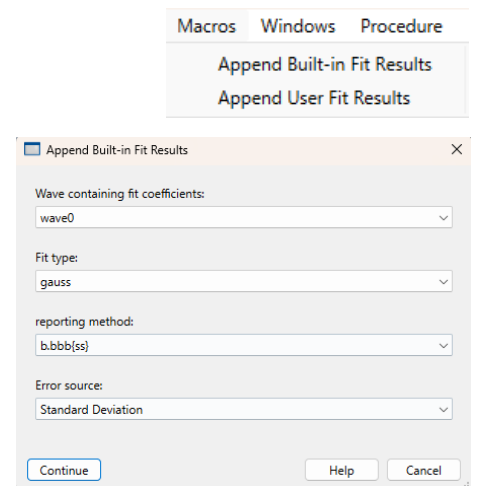 Macros Windows Procedure
Append Built-in Fit Results
Append User Fit Results
Append Built-in Fit Results
Wave containing fit coefficients:
wave0
Fit type:
gauss
reporting method:
b.bbb{ss}
Error source:
Standard Deviation
Continue Help Cancel